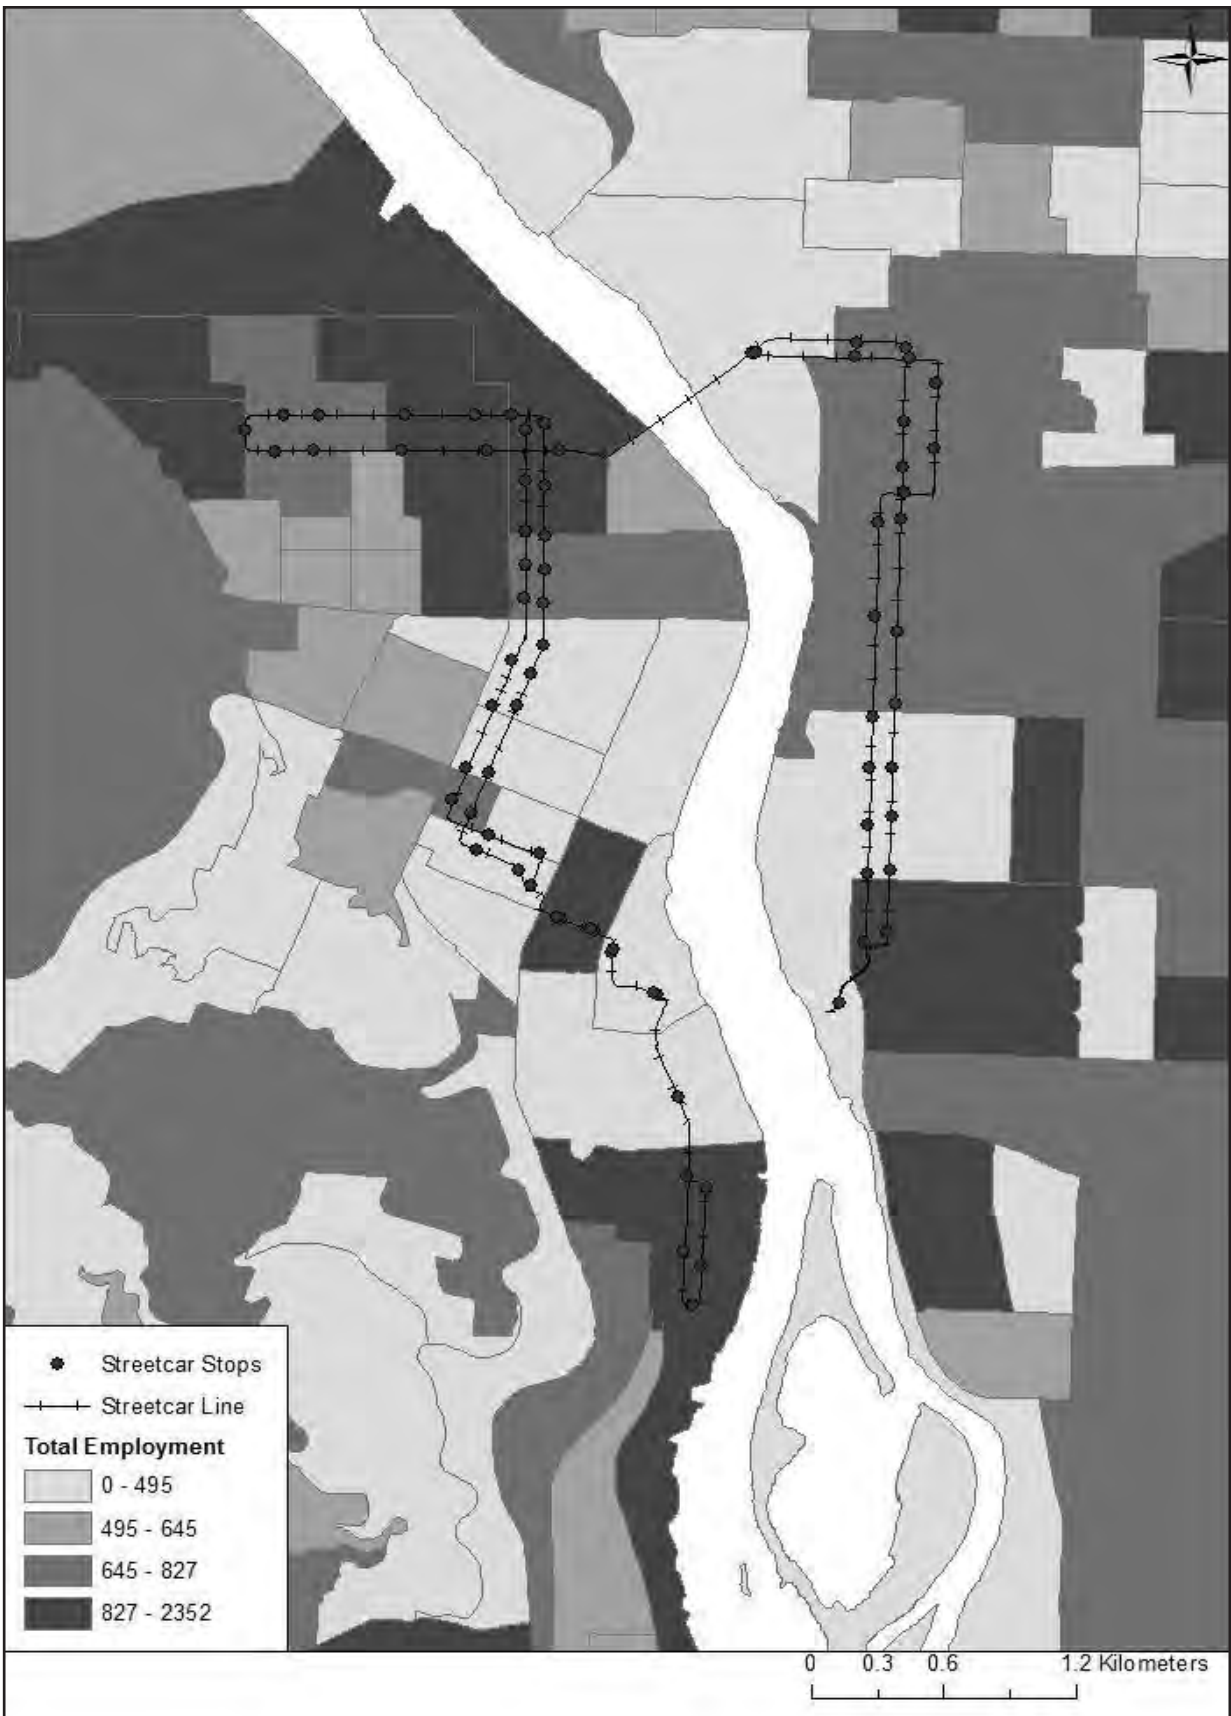 Streetcar Stops
Streetcar Line
Total Employment
0 - 495
495 - 645
645 - 827
827 - 2352
0 0.3 0.6 1.2 Kilometers